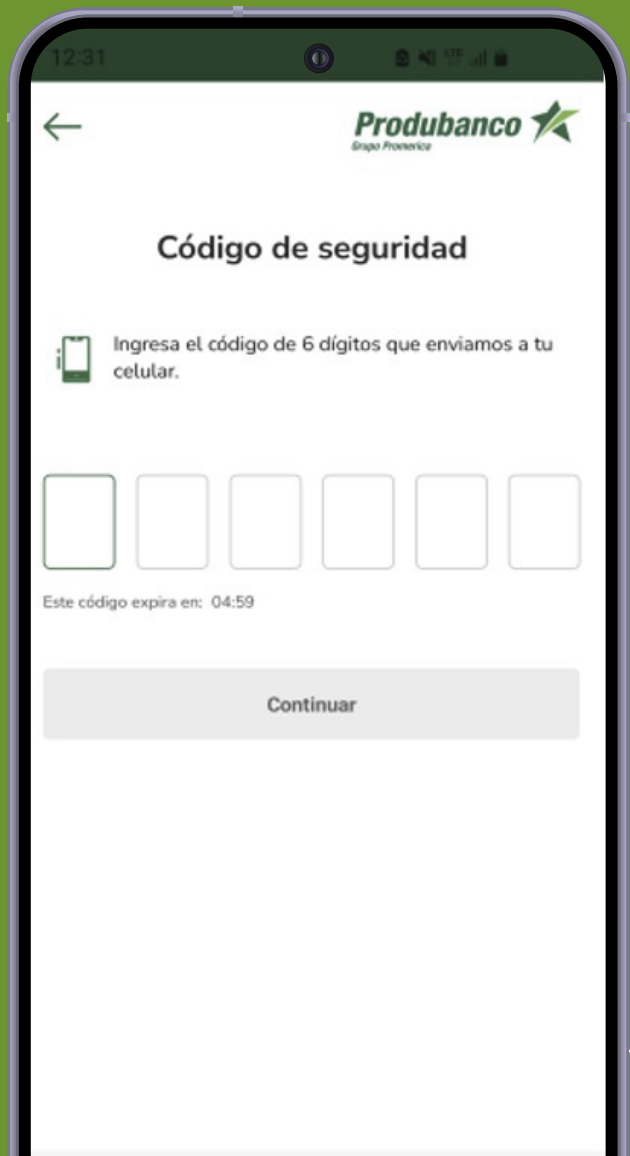 12:31
LTE
Produbanco
Grupo Promerica
Código de seguridad
Ingresa el código de 6 dígitos que enviamos a tu
celular.
Este código expira en: 04:59
Continuar